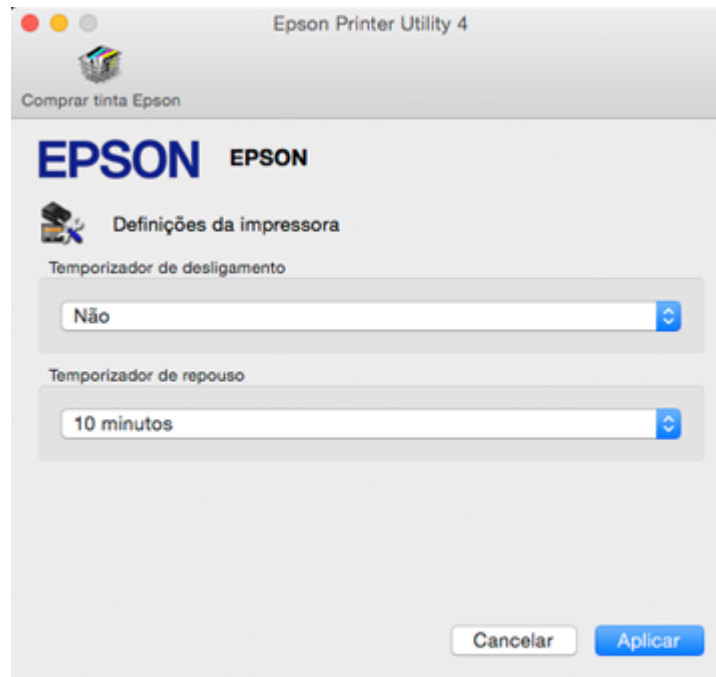 Epson Printer Utility 4
Comprar tinta Epson
EPSON EPSON
Definições da impressora
Temporizador de desligamento
Não
Temporizador de repouso
10 minutos
Cancelar Aplicar